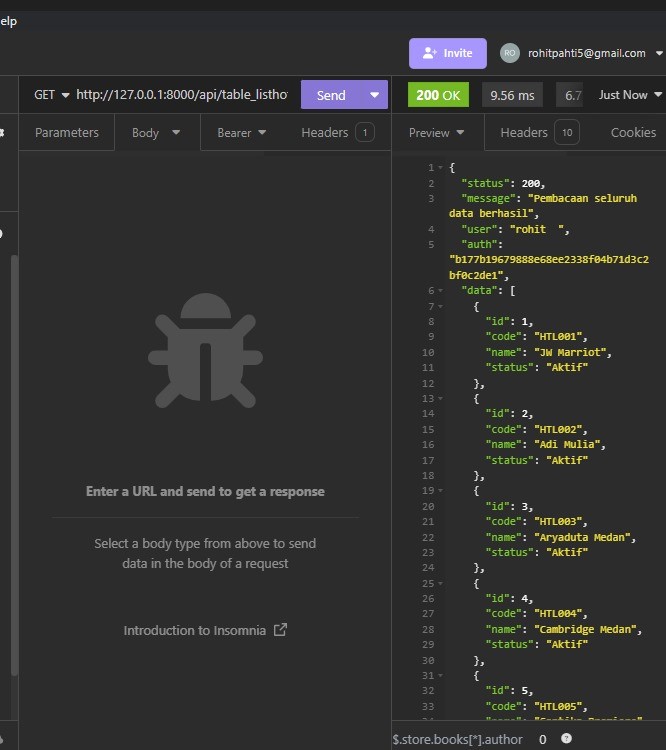 elp
Invite
RO rohitpahti5@gmail.com
GET http://127.0.0.1:8000/api/table_listho Send
200 OK 9.56 ms 6.7 Just Now
Parameters Body Bearer Headers 1
Preview Headers 10 Cookies
1 {
2 "status": 200,
3 "message": "Pembacaan seluruh
data berhasil",
4 "user": "rohit  ",
5 "auth":
"b177b19679888e68ee2338f04b71d3c2
bf0c2de1",
6 "data": [
7 {
8 "id": 1,
9 "code": "HTL001",
10 "name": "JW Marriot",
11 "status": "Aktif"
12 },
13 {
14 "id": 2,
15 "code": "HTL002",
16 "name": "Adi Mulia",
17 "status": "Aktif"
18 },
19 {
20 "id": 3,
21 "code": "HTL003",
22 "name": "Aryaduta Medan",
23 "status": "Aktif"
24 },
25 {
26 "id": 4,
27 "code": "HTL004",
28 "name": "Cambridge Medan",
29 "status": "Aktif"
30 },
31 {
32 "id": 5,
33 "code": "HTL005",
Enter a URL and send to get a response
Select a body type from above to send
data in the body of a request
Introduction to Insomnia
$.store.books[*].author 0 ?